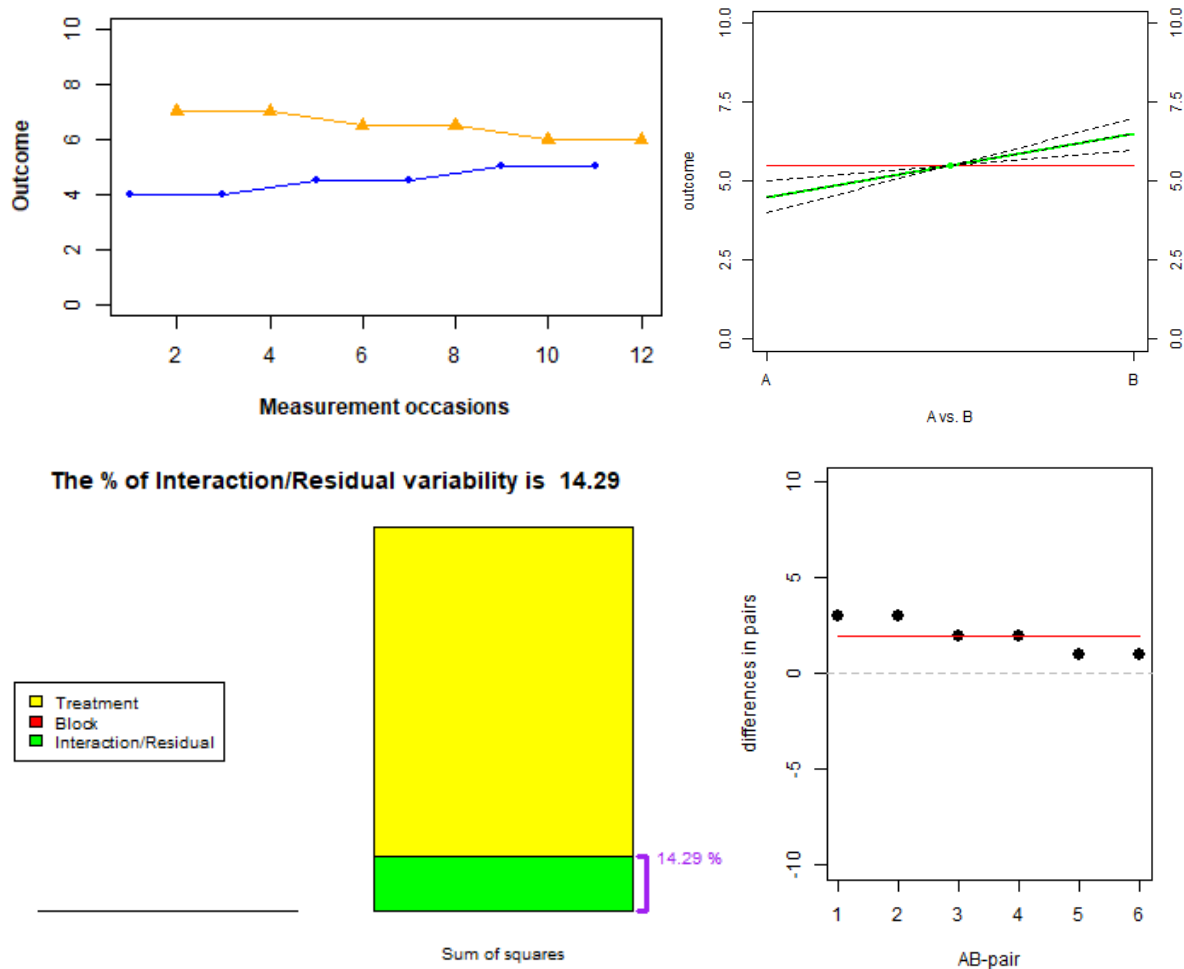 10
8
6
4
2
0
Outcome
2 4 6 8 10 12
Measurement occasions
10.0
7.5
5.0
2.5
0.0
outcome
10.0
7.5
5.0
2.5
0.0
A B
A vs. B
The % of Interaction/Residual variability is 14.29
Treatment
Block
Interaction/Residual
14.29 %
Sum of squares
10
5
0
-5
-10
differences in pairs
1 2 3 4 5 6
AB-pair